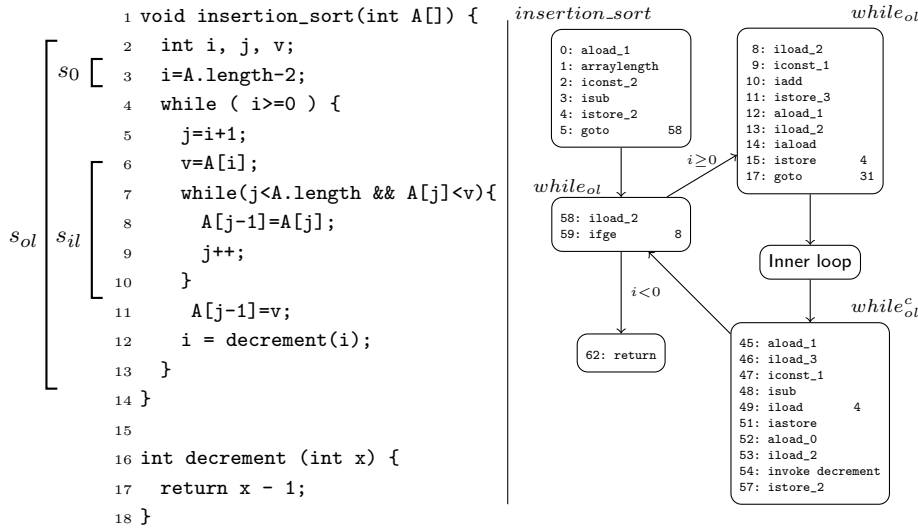 1 void insertion_sort(int A[]) {
2 int i, j, v;
3 i=A.length-2;
4 while ( i>=0 ) {
5 j=i+1;
6 v=A[i];
7 while(j<A.length && A[j]<v){
8 A[j-1]=A[j];
9 j++;
10 }
11 A[j-1]=v;
12 i = decrement(i);
13 }
14 }
15
16 int decrement (int x) {
17 return x - 1;
18 }
s0
sol
sil
insertion_sort
0: aload_1
1: arraylength
2: iconst_2
3: isub
4: istore_2
5: goto 58
while_ol
58: iload_2
59: ifge 8
i≥0
i<0
62: return
while_ol
8: iload_2
9: iconst_1
10: iadd
11: istore_3
12: aload_1
13: iload_2
14: iaload
15: istore 4
17: goto 31
Inner loop
while^c_ol
45: aload_1
46: iload_3
47: iconst_1
48: isub
49: iload 4
51: iastore
52: aload_0
53: iload_2
54: invoke decrement
57: istore_2